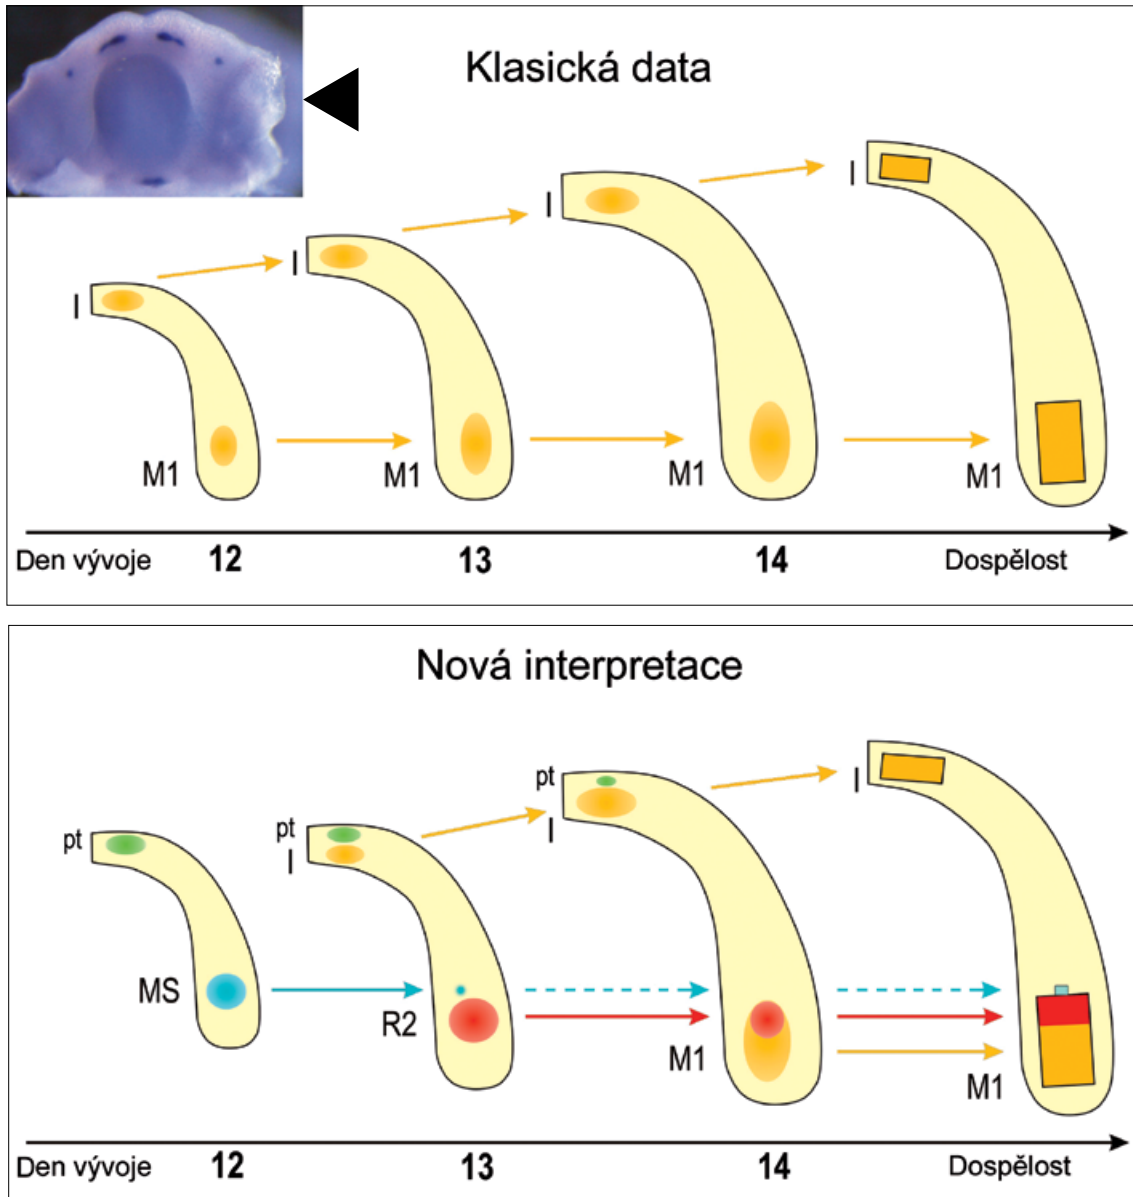 Klasická data
I
I
I
I
M1
M1
M1
M1
Den vývoje 12 13 14 Dospělost
Nová interpretace
pt
pt
I
pt
I
I
MS
R2
M1
M1
Den vývoje 12 13 14 Dospělost